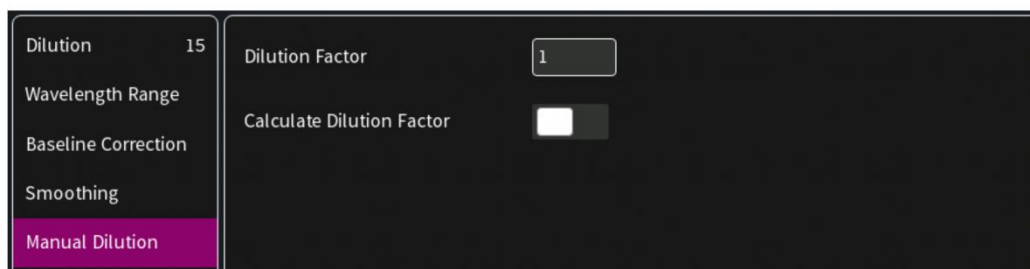 Dilution 15
Wavelength Range
Baseline Correction
Smoothing
Manual Dilution
Dilution Factor 1
Calculate Dilution Factor